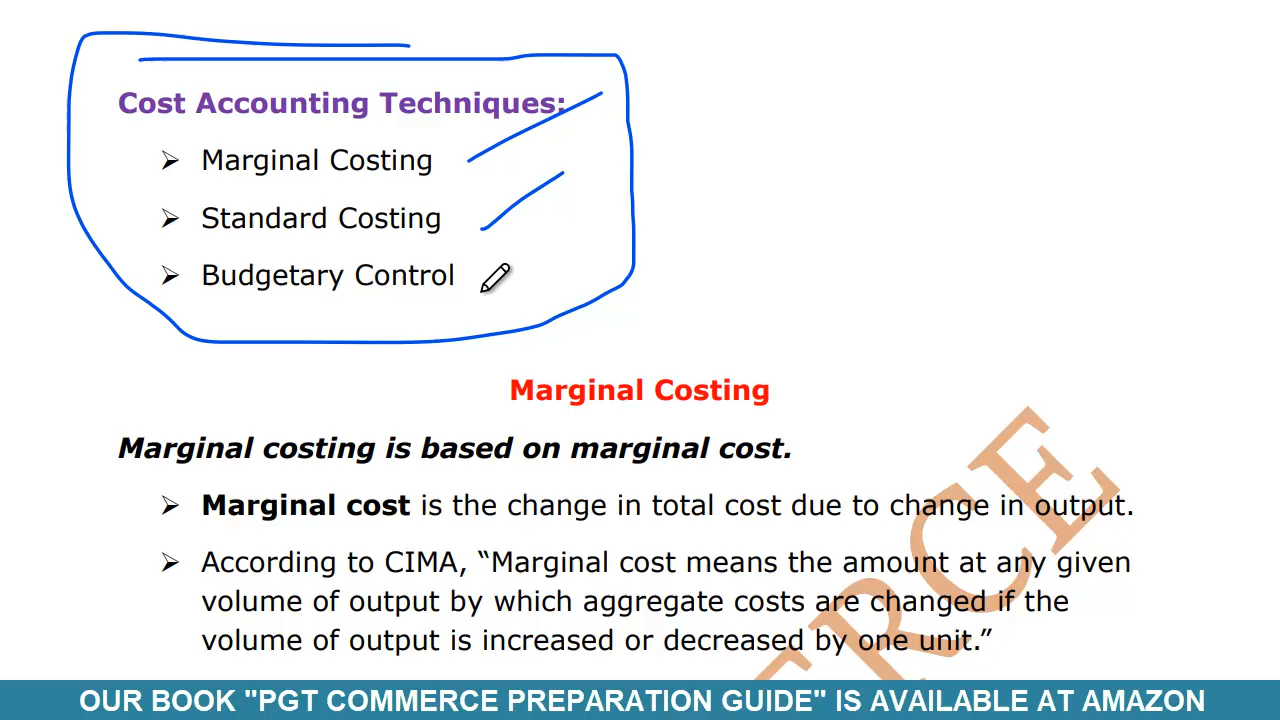 Cost Accounting Techniques:
➢ Marginal Costing
➢ Standard Costing
➢ Budgetary Control
Marginal Costing
Marginal costing is based on marginal cost.
➢ Marginal cost is the change in total cost due to change in output.
➢ According to CIMA, “Marginal cost means the amount at any given
volume of output by which aggregate costs are changed if the
volume of output is increased or decreased by one unit.”
OUR BOOK "PGT COMMERCE PREPARATION GUIDE" IS AVAILABLE AT AMAZON